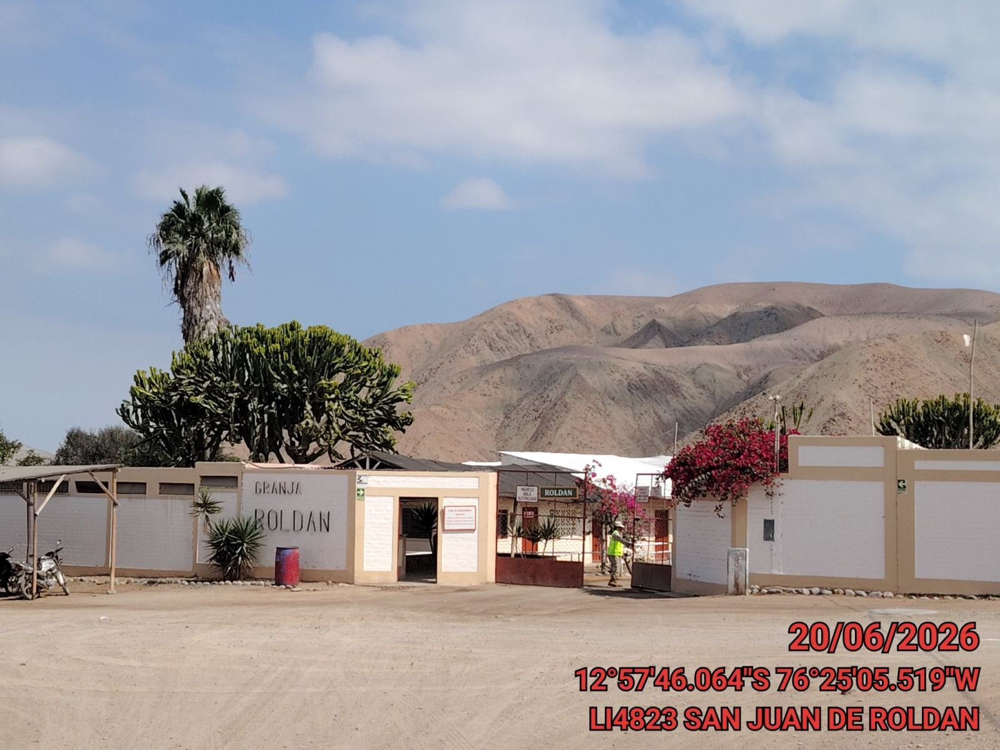 GRANJA
ROLDAN
INGRESO
SOLO
AUTORIZADO
ROLDAN
20/06/2026
12°57'46.064"S 76°25'05.519"W
LI4823 SAN JUAN DE ROLDAN